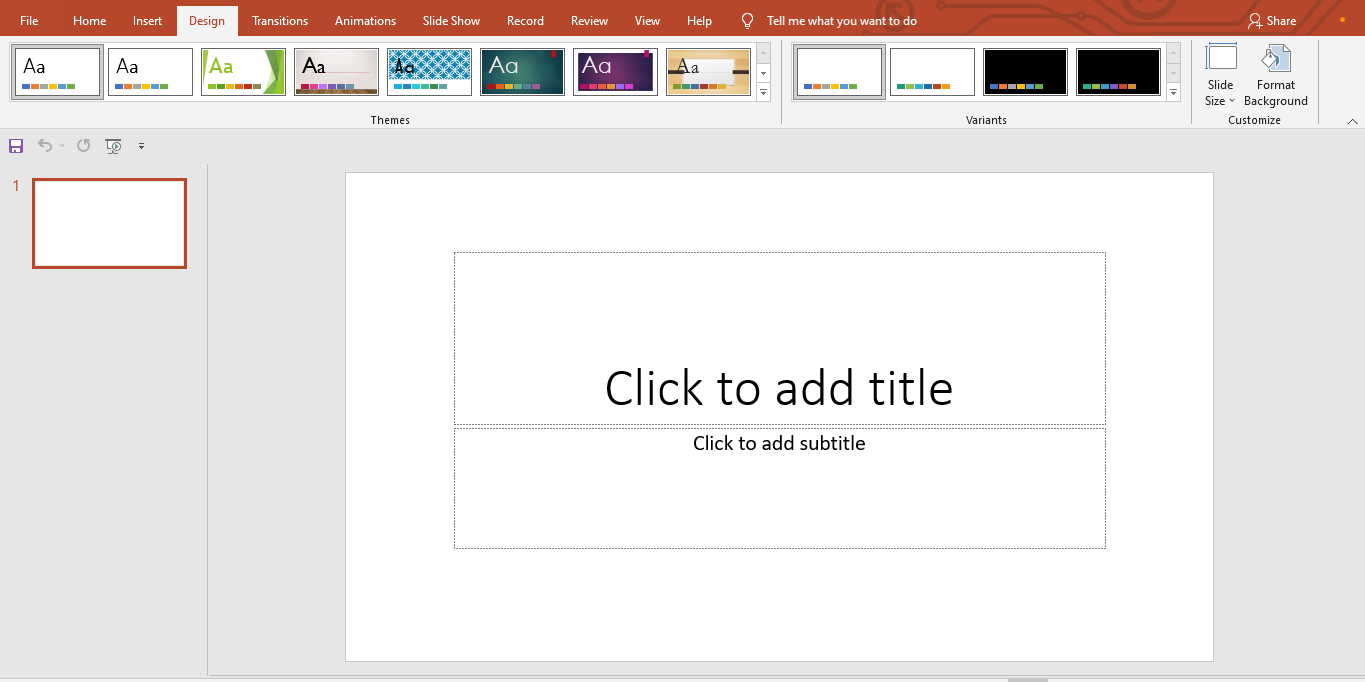 File Home Insert Design Transitions Animations Slide Show Record Review View Help Tell me what you want to do Share
Aa Aa Aa Aa Aa Aa Aa Aa
Slide Size
Format Background
Themes Variants Customize
1
Click to add title
Click to add subtitle